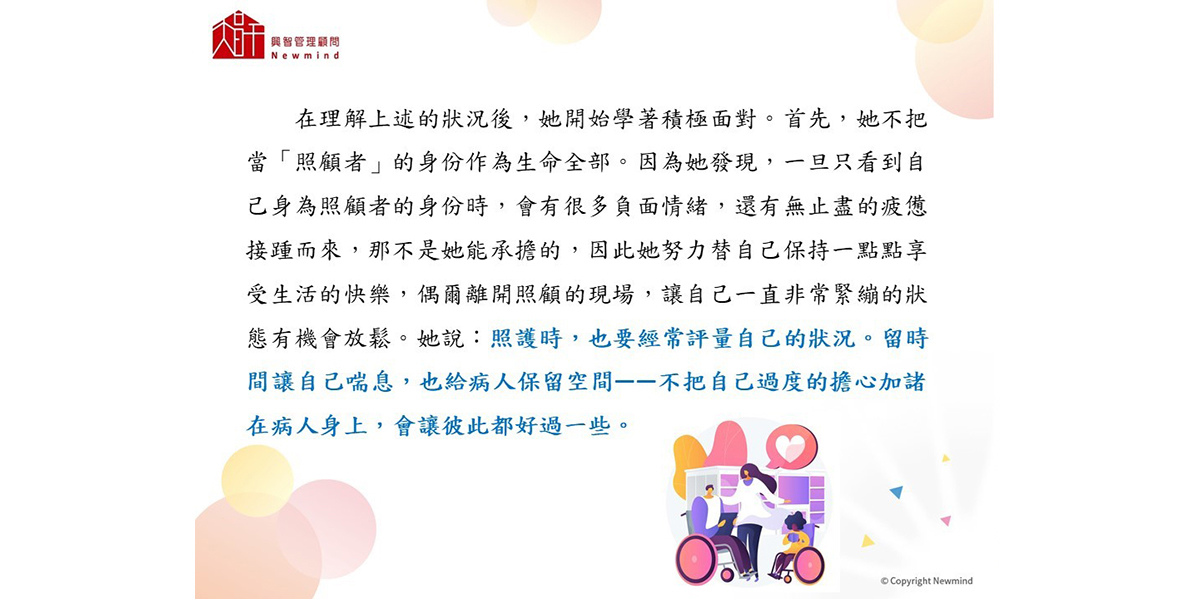 興智管理顧問
Newmind
在理解上述的狀況後，她開始學著積極面對。首先，她不把
當「照顧者」的身份作為生命全部。因為她發現，一旦只看到自
己身為照顧者的身份時，會有很多負面情緒，還有無止盡的疲憊
接踵而來，那不是她能承擔的，因此她努力替自己保持一點點享
受生活的快樂，偶爾離開照顧的現場，讓自己一直非常緊繃的狀
態有機會放鬆。她說：照護時，也要經常評量自己的狀況。留時
間讓自己喘息，也給病人保留空間——不把自己過度的擔心加諸
在病人身上，會讓彼此都好過一些。
© Copyright Newmind